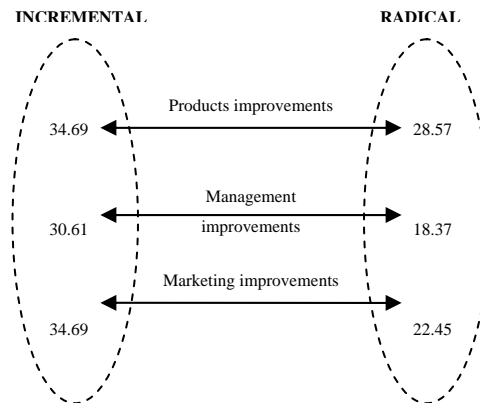 INCREMENTAL RADICAL
Products improvements
34.69 28.57
Management
improvements
30.61 18.37
Marketing improvements
34.69 22.45